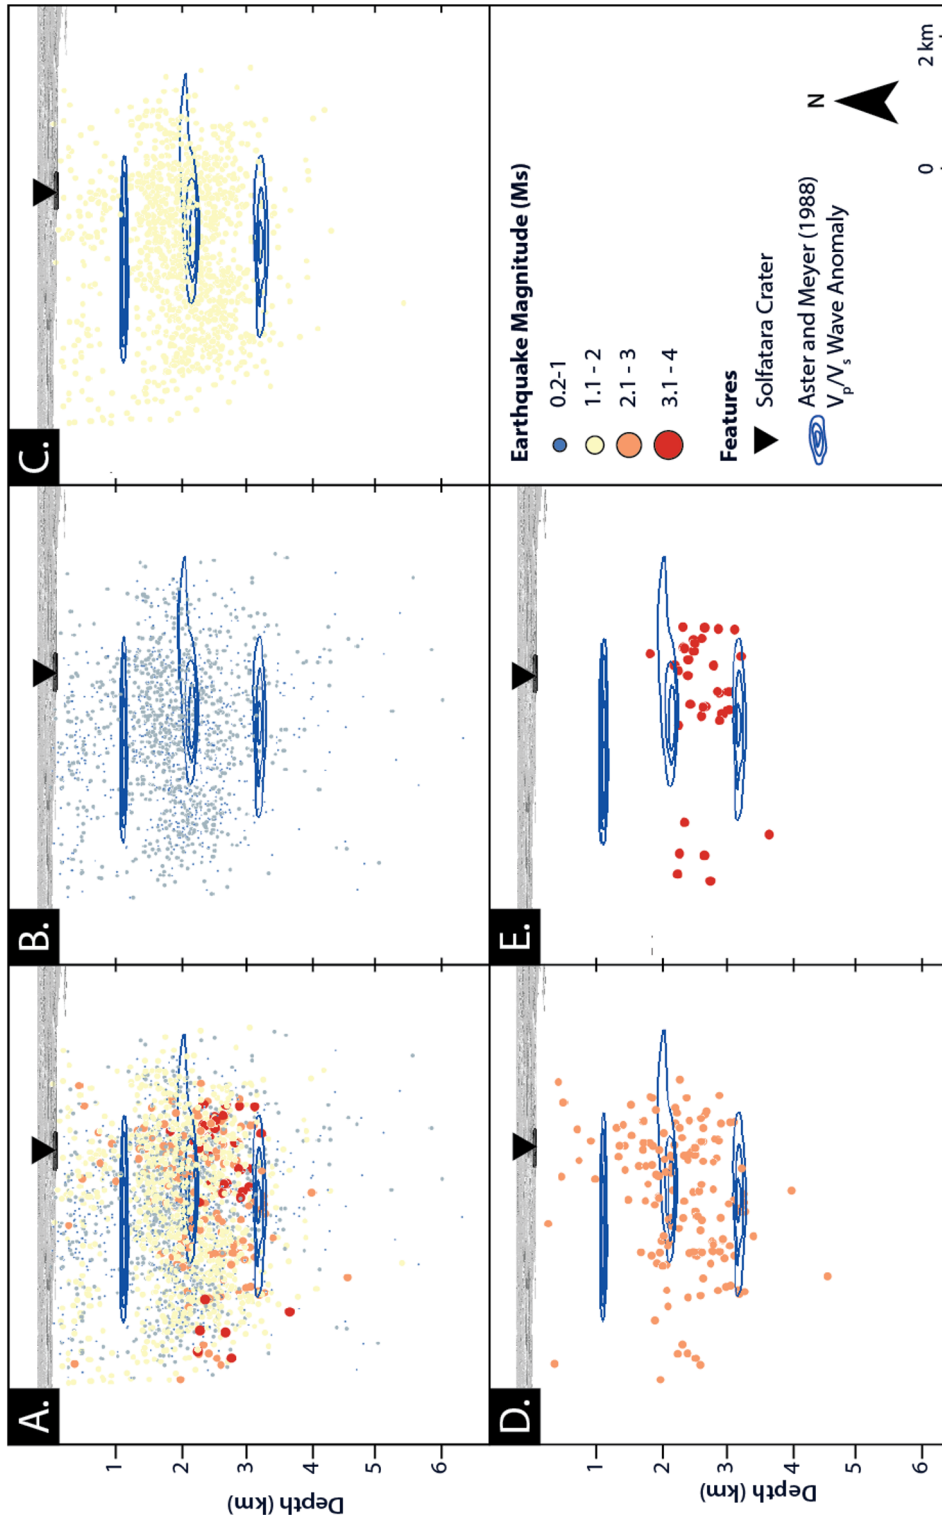 A.
B.
C.
1
2
3
4
5
6
Depth (km)
D.
E.
1
2
3
4
5
6
Depth (km)
Earthquake Magnitude (Ms)
0.2-1
1.1 - 2
2.1 - 3
3.1 - 4
Features
Solfatara Crater
Aster and Meyer (1988)
Vp/Vs Wave Anomaly
N
0 2 km